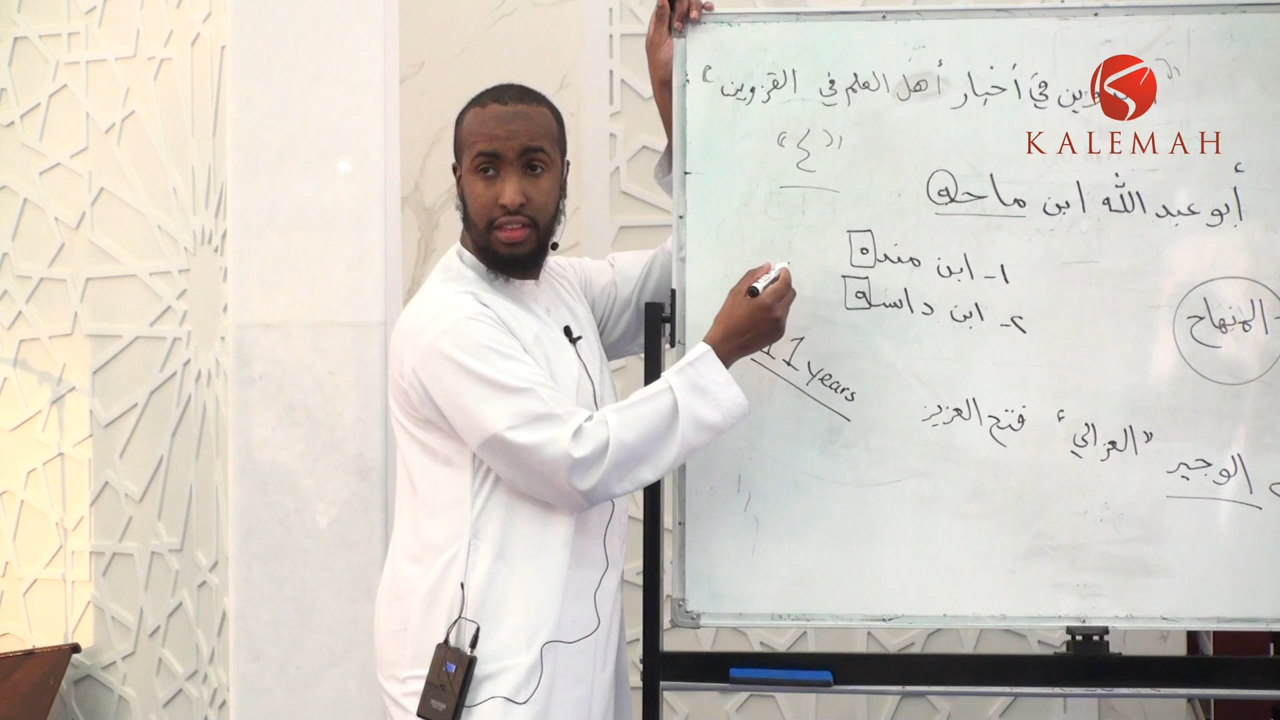 KALEMAH
في أخبار أهل العلم في القزوين"
"٤"
أبو عبد الله ابن ماجه
١- ابن منده
٢- ابن داسه
المنهاج
11 years
"الغزالي" فتح العزيز
الوجيز